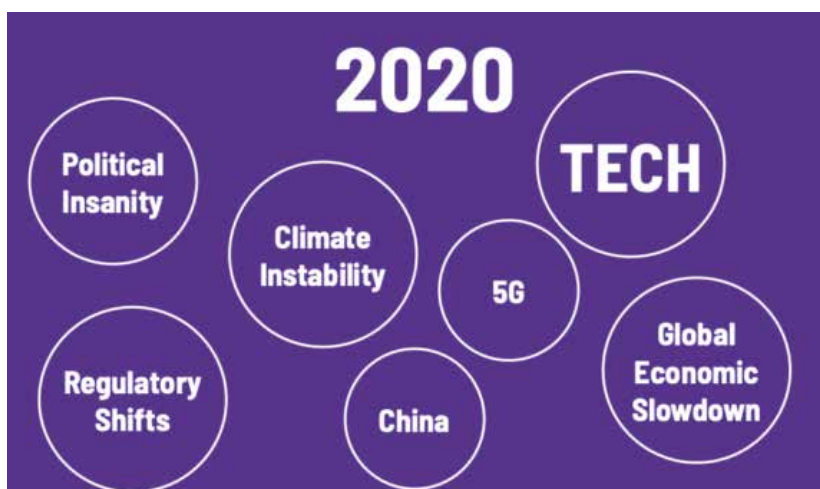 2020
TECH
Political
Insanity
Climate
Instability
5G
Global
Economic
Slowdown
Regulatory
Shifts
China